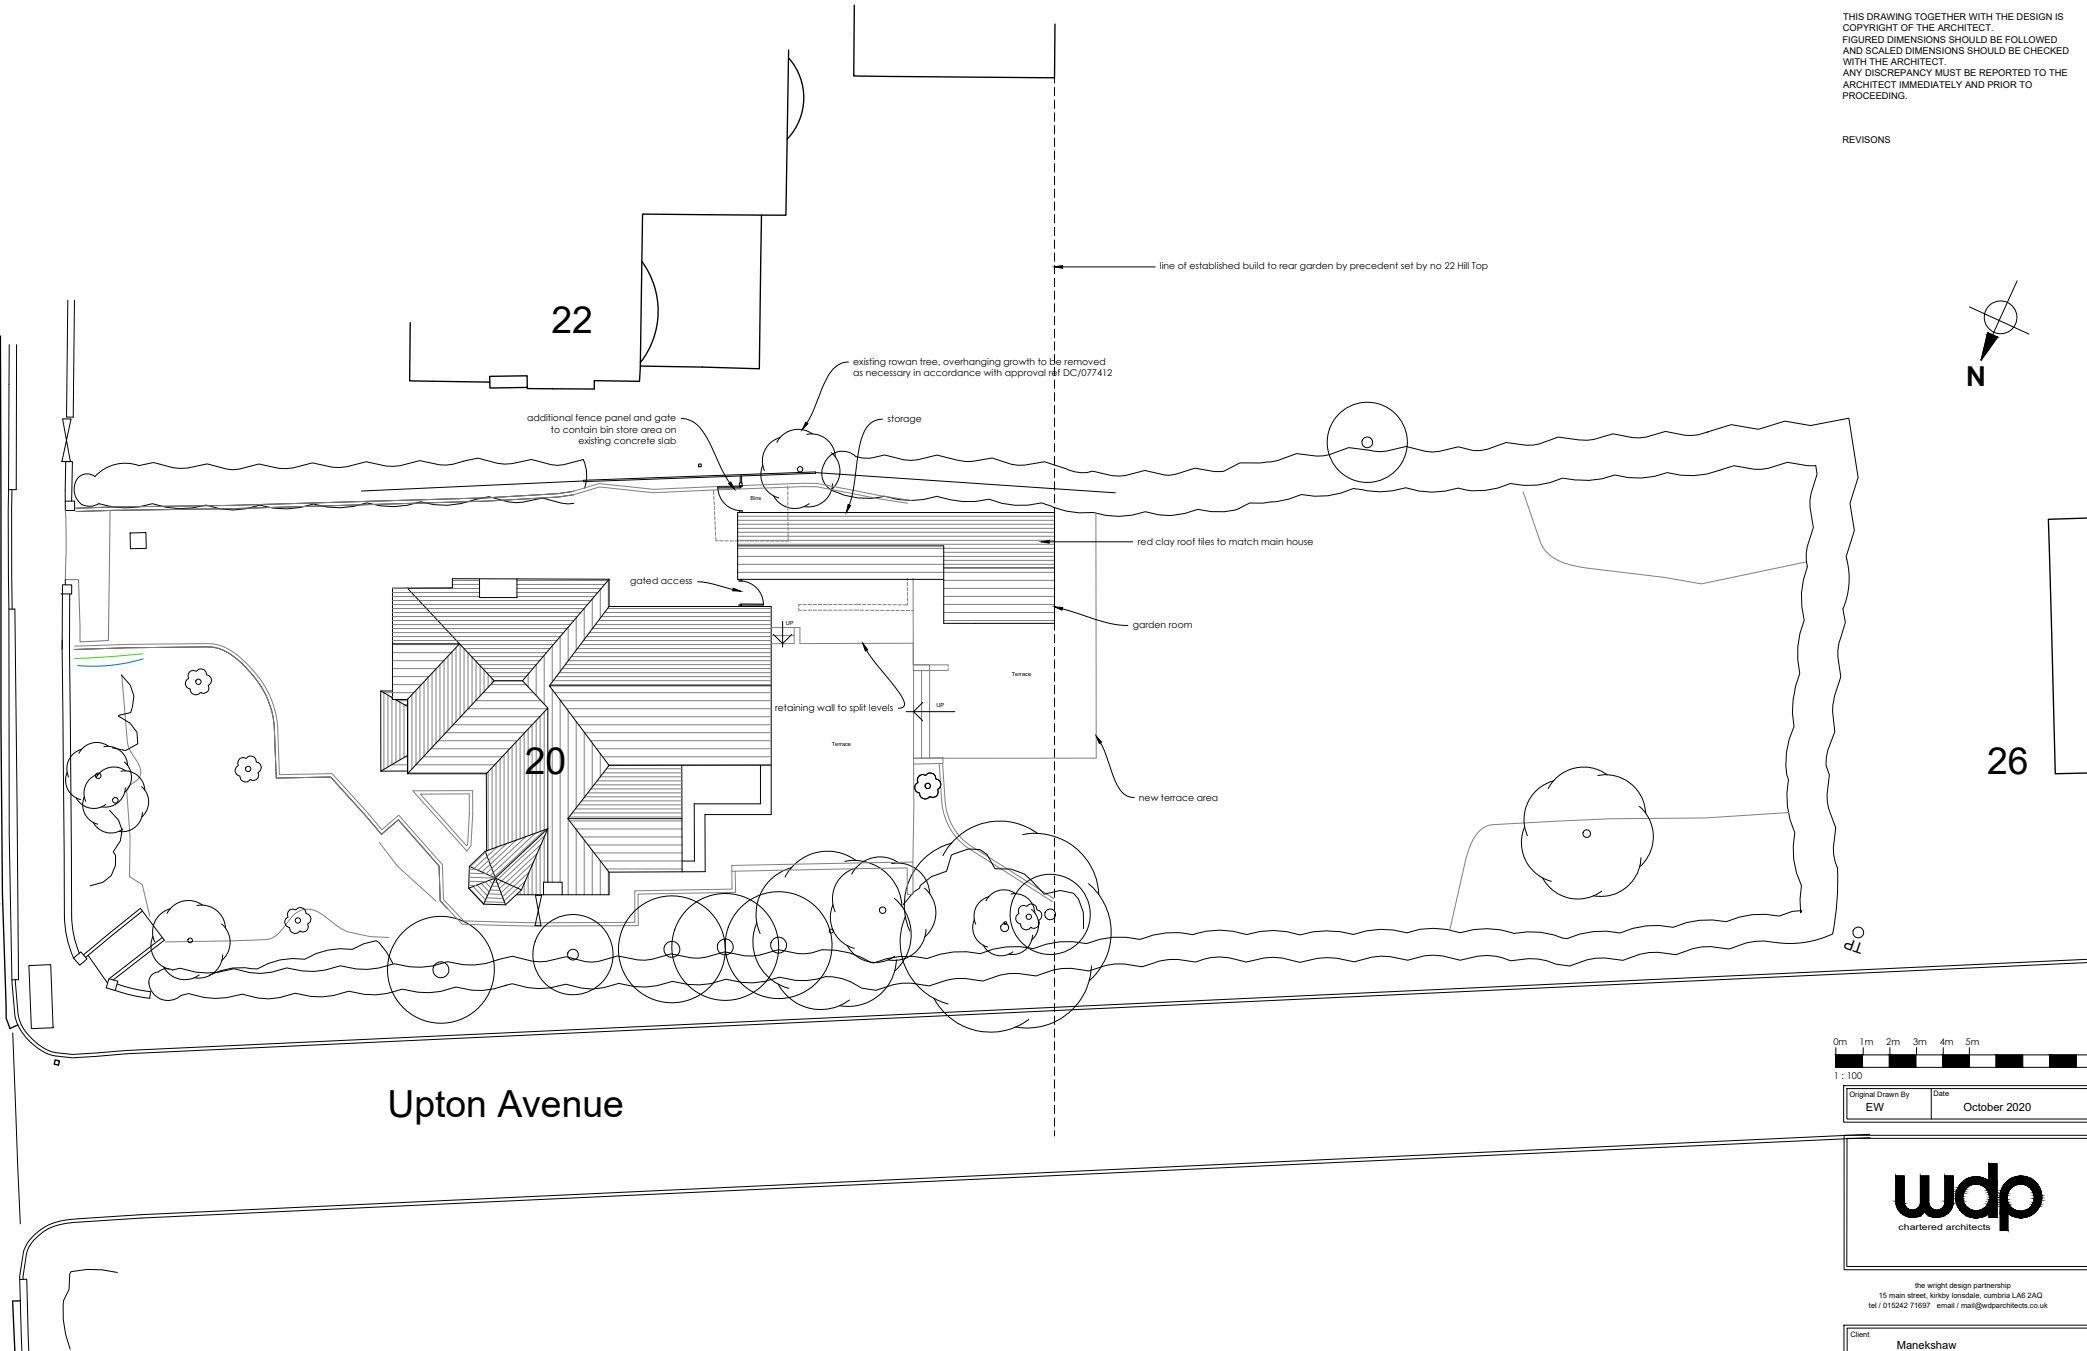 THIS DRAWING TOGETHER WITH THE DESIGN IS
COPYRIGHT OF THE ARCHITECT.
FIGURED DIMENSIONS SHOULD BE FOLLOWED
AND SCALED DIMENSIONS SHOULD BE CHECKED
WITH THE ARCHITECT.
ANY DISCREPANCY MUST BE REPORTED TO THE
ARCHITECT IMMEDIATELY AND PRIOR TO
PROCEEDING.
REVISONS
line of established build to rear garden by precedent set by no 22 Hill Top
22
N
existing rowan tree, overhanging growth to be removed
as necessary in accordance with approval ref DC/077412
additional fence panel and gate
to contain bin store area on
existing concrete slab
storage
Bins
red clay roof tiles to match main house
gated access
UP
garden room
Terrace
retaining wall to split levels
UP
Terrace
20
26
new terrace area
TP
0m 1m 2m 3m 4m 5m
1 : 100
Original Drawn By
EW
Date
October 2020
Upton Avenue
wdp
chartered architects
the wright design partnership
15 main street, kirkby lonsdale, cumbria LA6 2AQ
tel / 015242 71697 email / mail@wdparchitects.co.uk
Client
Manekshaw